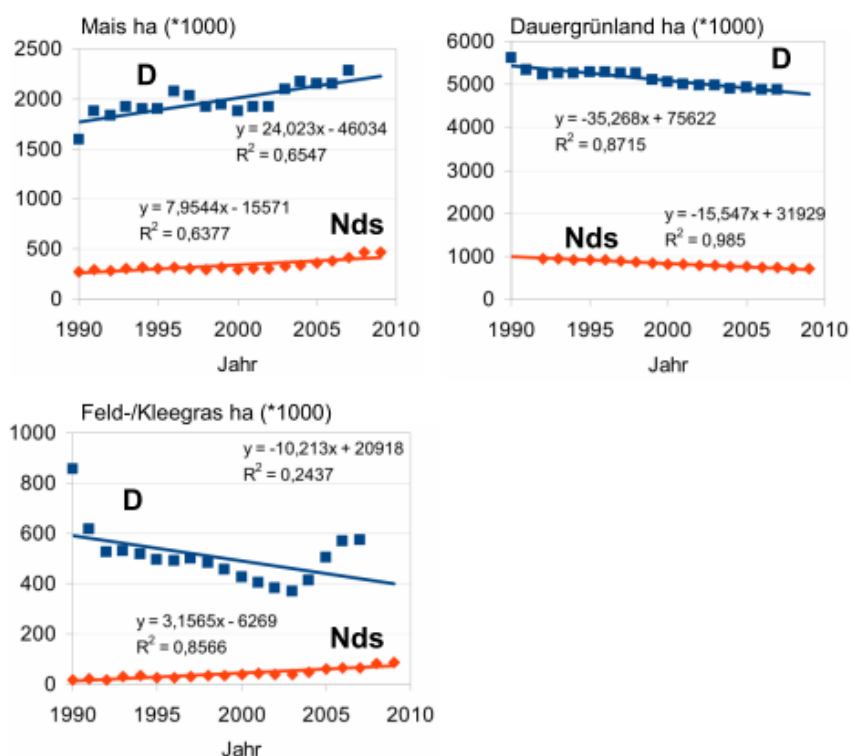 Mais ha (*1000)
2500
2000
1500
1000
500
0
D
y = 24,023x - 46034
R² = 0,6547
y = 7,9544x - 15571
R² = 0,6377
Nds
1990 1995 2000 2005 2010
Jahr
Dauergrünland ha (*1000)
6000
5000
4000
3000
2000
1000
0
D
y = -35,268x + 75622
R² = 0,8715
y = -15,547x + 31929
R² = 0,985
Nds
1990 1995 2000 2005 2010
Jahr
Feld-/Kleegras ha (*1000)
1000
800
600
400
200
0
y = -10,213x + 20918
R² = 0,2437
D
y = 3,1565x - 6269
R² = 0,8566
Nds
1990 1995 2000 2005 2010
Jahr